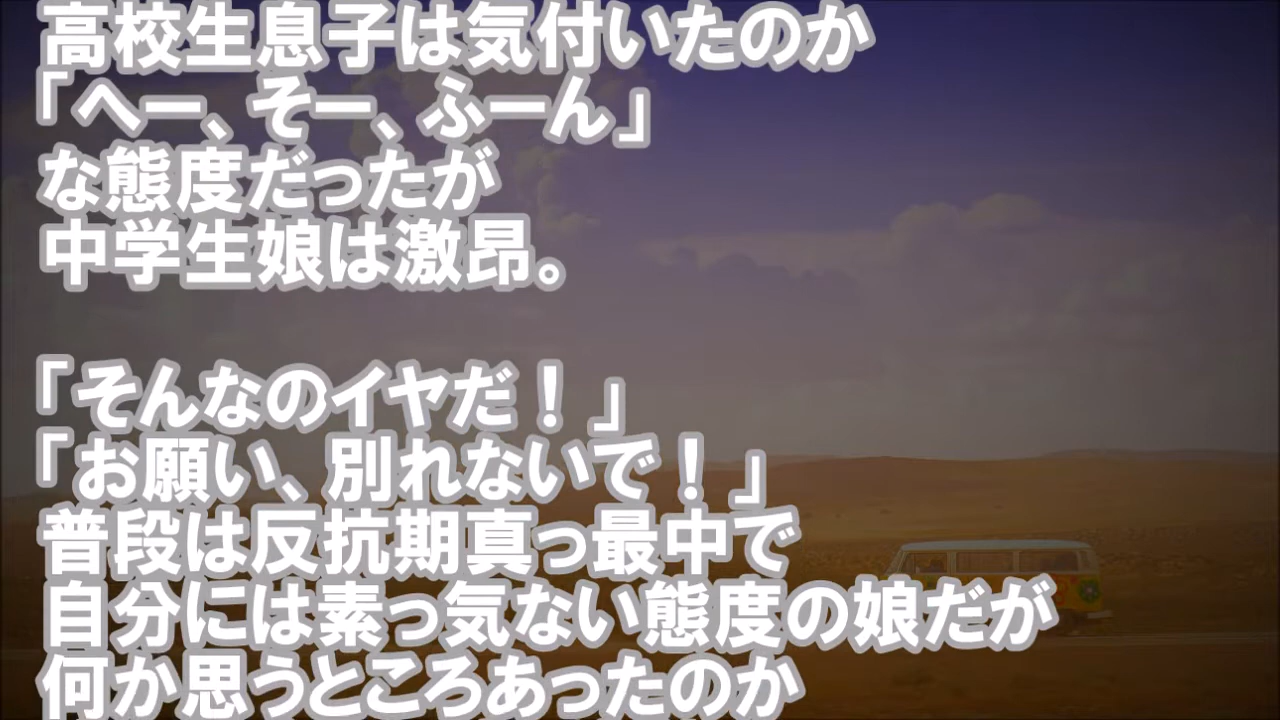 高校生息子は気付いたのか
「へー、そー、ふーん」
な態度だったが
中学生娘は激昂。
「そんなのイヤだ！」
「お願い、別れないで！」
普段は反抗期真っ最中で
自分には素っ気ない態度の娘だが
何か思うところあったのか